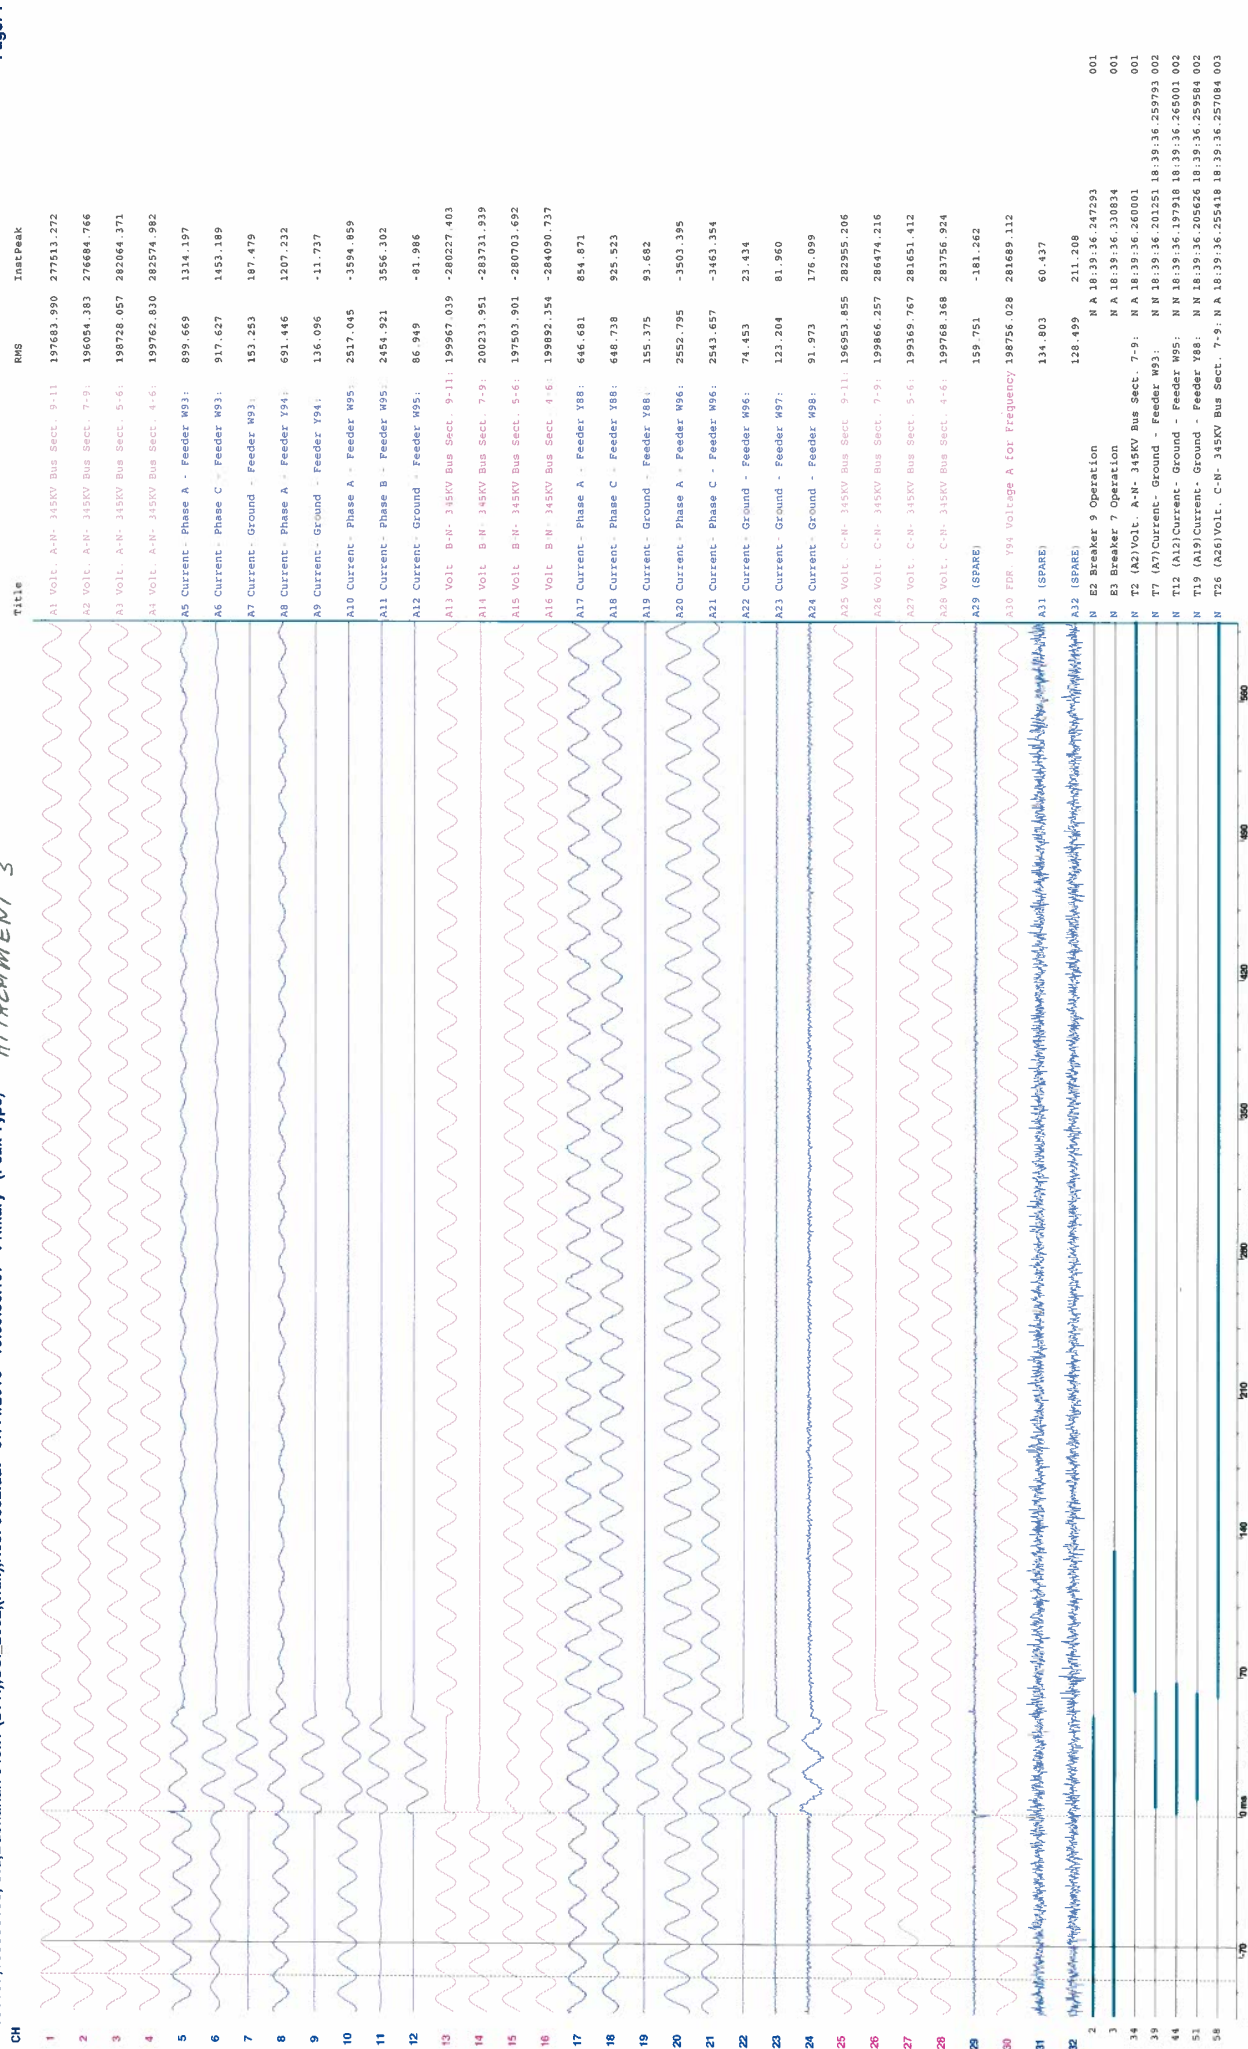 ATTACHMENT 3
CH Title RMS InstPeak
1 A1 Volt. A-N- 345KV Bus Sect. 9-11 197683.990 277513.272
2 A2 Volt. A-N- 345KV Bus Sect. 7-9: 196054.383 276684.766
3 A3 Volt. A-N- 345KV Bus Sect. 5-6: 198728.057 282064.371
4 A4 Volt. A-N- 345KV Bus Sect. 4-6: 199762.830 282574.982
5 A5 Current- Phase A - Feeder W93: 899.669 1314.197
6 A6 Current- Phase C - Feeder W93: 917.627 1453.189
7 A7 Current- Ground - Feeder W93: 153.253 187.479
8 A8 Current- Phase A - Feeder Y94: 691.446 1207.232
9 A9 Current- Ground - Feeder Y94: 136.096 -11.737
10 A10 Current- Phase A - Feeder W95: 2517.045 -3594.859
11 A11 Current- Phase B - Feeder W95: 2454.921 3556.302
12 A12 Current- Ground - Feeder W95: 86.949 -81.986
13 A13 Volt B-N- 345KV Bus Sect. 9-11: 199967.039 -280227.403
14 A14 Volt B-N- 345KV Bus Sect. 7-9: 200233.951 -283731.939
15 A15 Volt B-N- 345KV Bus Sect. 5-6: 197503.901 -280703.692
16 A16 Volt B-N- 345KV Bus Sect. 4-6: 199892.354 -284090.737
17 A17 Current- Phase A - Feeder Y88: 646.681 854.871
18 A18 Current- Phase C - Feeder Y88: 648.738 925.523
19 A19 Current- Ground - Feeder Y88: 155.375 93.682
20 A20 Current- Phase A - Feeder W96: 2552.795 -3503.395
21 A21 Current- Phase C - Feeder W96: 2543.657 -3463.354
22 A22 Current- Ground - Feeder W96: 74.453 23.434
23 A23 Current- Ground - Feeder W97: 123.204 81.960
24 A24 Current- Ground - Feeder W98: 91.973 176.099
25 A25 Volt. C-N- 345KV Bus Sect 9-11: 196953.855 282955.206
26 A26 Volt. C-N- 345KV Bus Sect. 7-9: 199866.257 286474.216
27 A27 Volt. C-N- 345KV Bus Sect. 5-6: 199369.767 281651.412
28 A28 Volt. C-N- 345KV Bus Sect. 4-6: 199768.368 283756.924
29 A29 (SPARE) 159.751 -181.262
30 A30 FDR. Y94 Voltage A for Frequency 198756.028 281689.112
31 A31 (SPARE) 134.803 60.437
32 A32 (SPARE) 128.499 211.208
2 N E2 Breaker 9 Operation N A 18:39:36.247293 001
3 N E3 Breaker 7 Operation N A 18:39:36.330834 001
34 N T2 (A2)Volt. A-N- 345KV Bus Sect. 7-9: N A 18:39:36.260001 001
39 N T7 (A7)Current- Ground - Feeder W93: N N 18:39:36.201251 18:39:36.259793 002
44 N T12 (A12)Current- Ground - Feeder W95: N N 18:39:36.197918 18:39:36.265001 002
51 N T19 (A19)Current- Ground - Feeder Y88: N N 18:39:36.205626 18:39:36.259584 002
58 N T26 (A26)Volt. C-N- 345KV Bus Sect. 7-9: N A 18:39:36.255418 18:39:36.257084 003
-70 0 ms 70 140 210 280 350 420 490 560